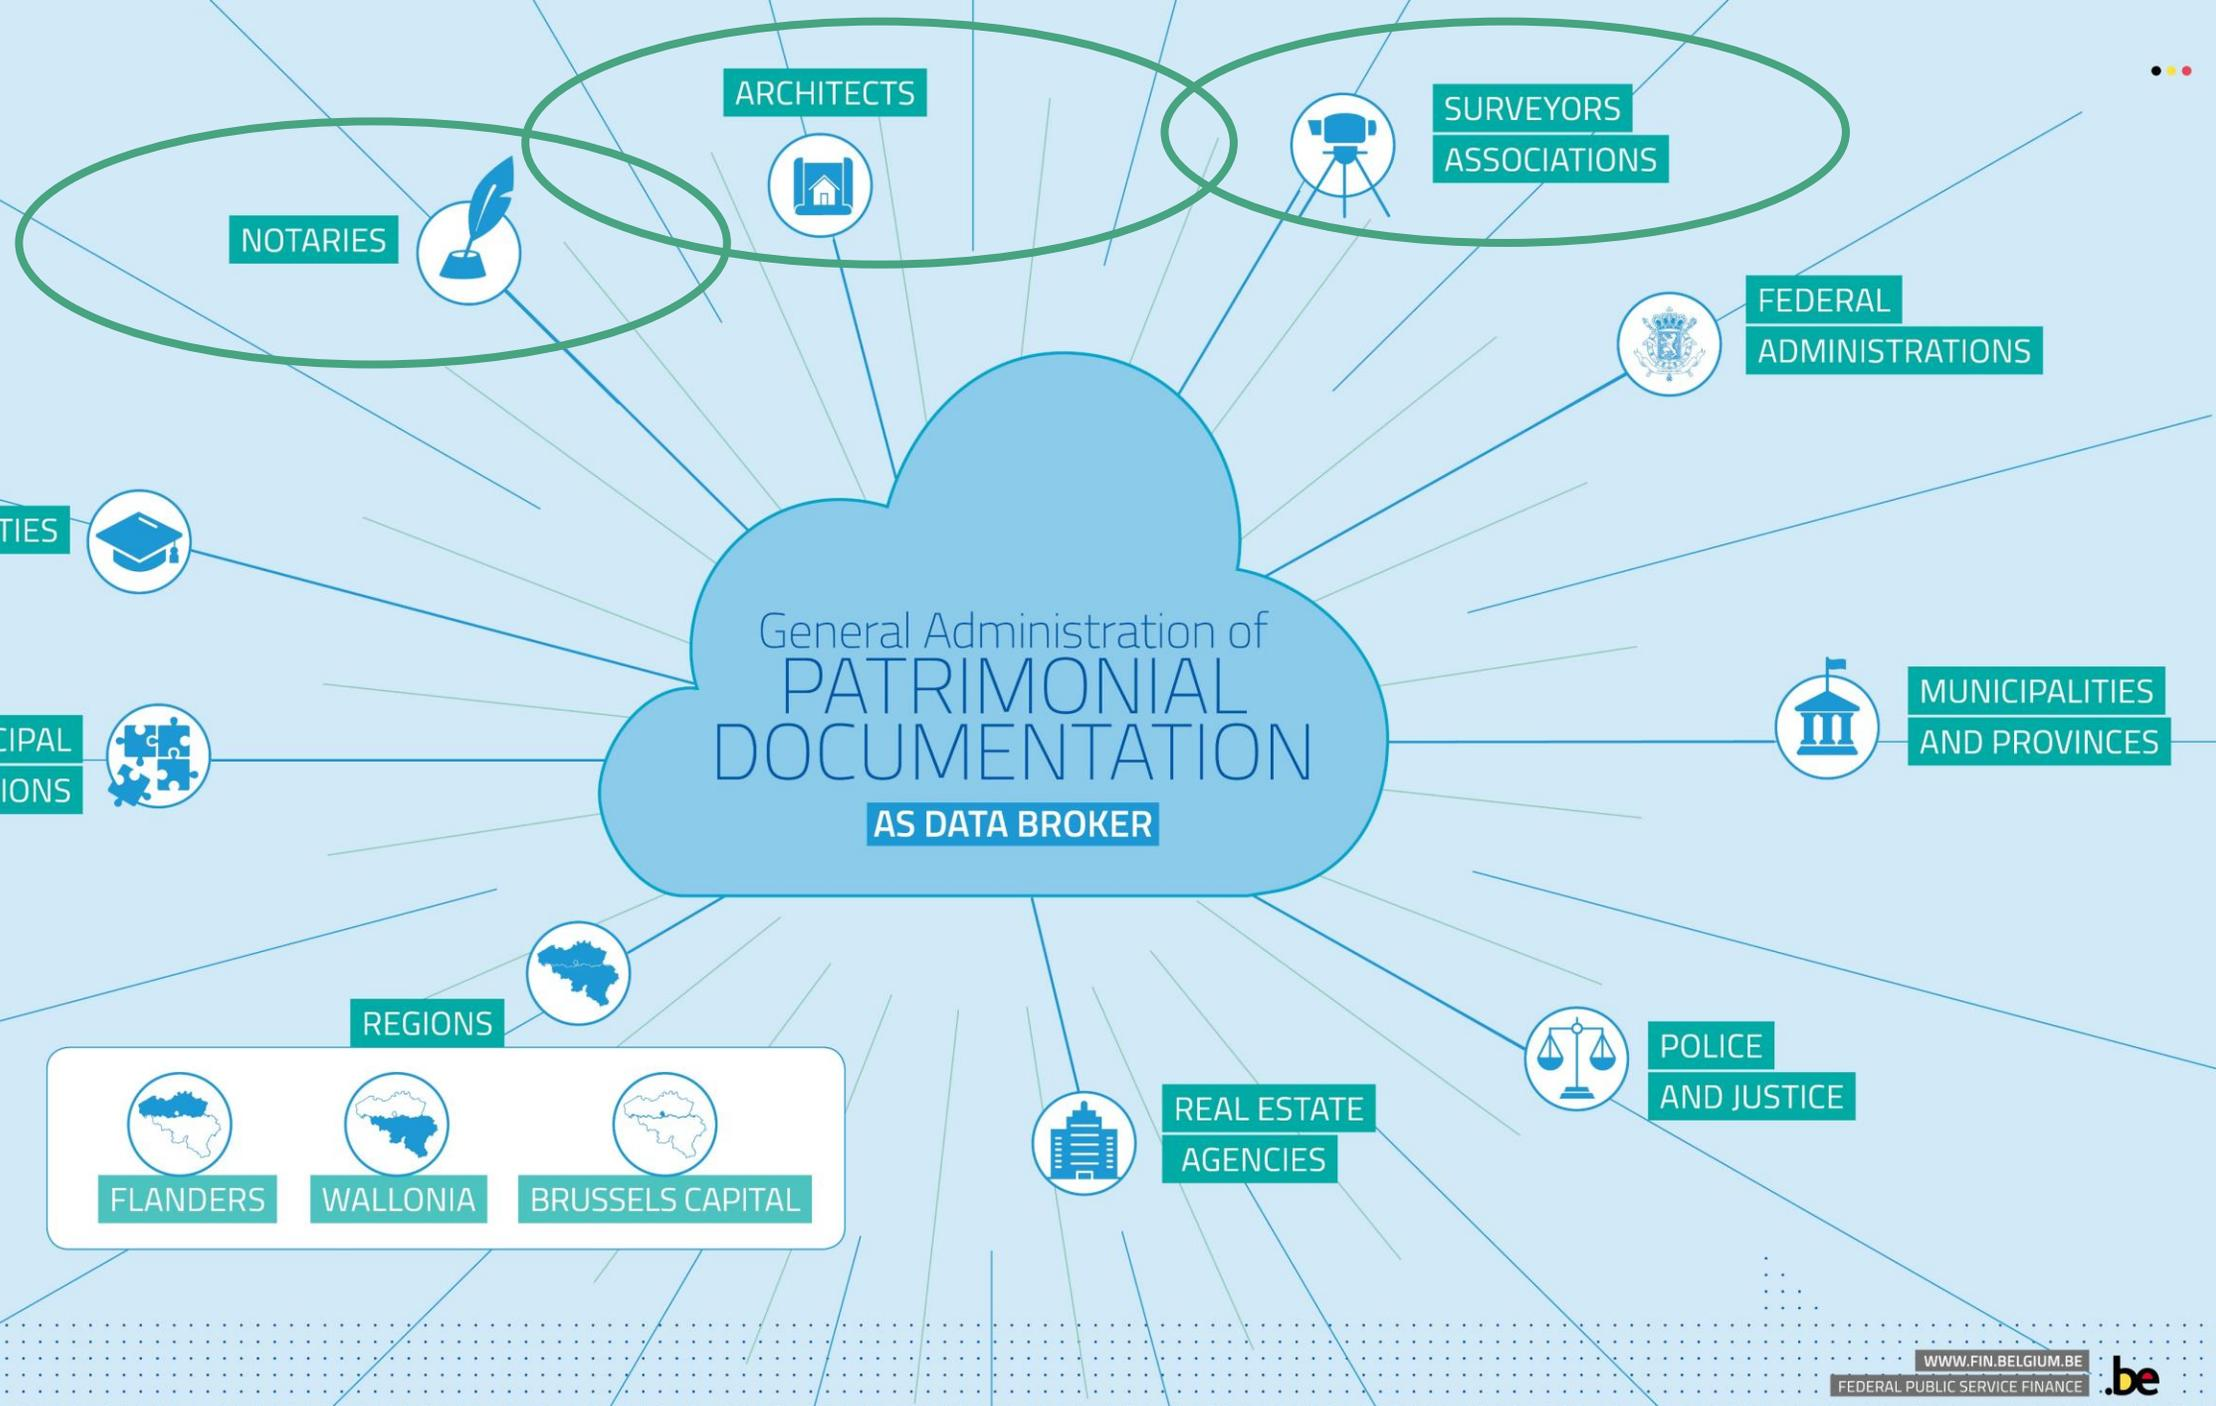 ARCHITECTS
SURVEYORS
ASSOCIATIONS
NOTARIES
FEDERAL
ADMINISTRATIONS
TIES
General Administration of
PATRIMONIAL
DOCUMENTATION
AS DATA BROKER
MUNICIPALITIES
AND PROVINCES
CIPAL
IONS
REGIONS
FLANDERS
WALLONIA
BRUSSELS CAPITAL
REAL ESTATE
AGENCIES
POLICE
AND JUSTICE
WWW.FIN.BELGIUM.BE
FEDERAL PUBLIC SERVICE FINANCE
.be